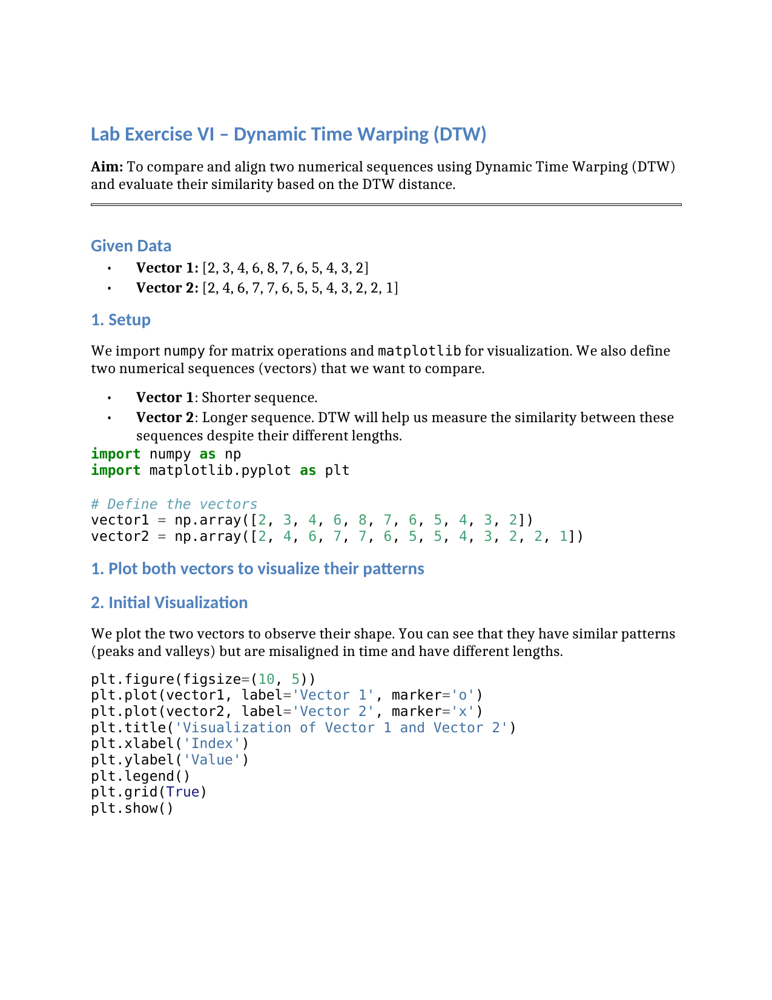 Lab Exercise VI – Dynamic Time Warping (DTW)
Aim: To compare and align two numerical sequences using Dynamic Time Warping (DTW)
and evaluate their similarity based on the DTW distance.
Given Data
• Vector 1: [2, 3, 4, 6, 8, 7, 6, 5, 4, 3, 2]
• Vector 2: [2, 4, 6, 7, 7, 6, 5, 5, 4, 3, 2, 2, 1]
1. Setup
We import numpy for matrix operations and matplotlib for visualization. We also define
two numerical sequences (vectors) that we want to compare.
• Vector 1: Shorter sequence.
• Vector 2: Longer sequence. DTW will help us measure the similarity between these
sequences despite their different lengths.
import numpy as np
import matplotlib.pyplot as plt
# Define the vectors
vector1 = np.array([2, 3, 4, 6, 8, 7, 6, 5, 4, 3, 2])
vector2 = np.array([2, 4, 6, 7, 7, 6, 5, 5, 4, 3, 2, 2, 1])
1. Plot both vectors to visualize their patterns
2. Initial Visualization
We plot the two vectors to observe their shape. You can see that they have similar patterns
(peaks and valleys) but are misaligned in time and have different lengths.
plt.figure(figsize=(10, 5))
plt.plot(vector1, label='Vector 1', marker='o')
plt.plot(vector2, label='Vector 2', marker='x')
plt.title('Visualization of Vector 1 and Vector 2')
plt.xlabel('Index')
plt.ylabel('Value')
plt.legend()
plt.grid(True)
plt.show()